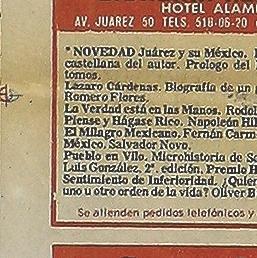 HOTEL ALAM
AV. JUAREZ 50 TELS. 518-06-20
*NOVEDAD Juárez y su México.
castellana del autor. Prologo del
tomos.
Lázaro Cárdenas. Biografía de un
Romero Flores.
La Verdad está en las Manos. Rodol
Piense y Hágase Rico. Napoleón Hil
El Milagro Mexicano. Fernán Carm
México. Salvador Novo.
Pueblo en Vilo. Microhistoria de Sa
Luis González. 2ª. edición. Premio H
Sentimiento de Inferioridad. ¿Quier
uno u otro orden de la vida? Oliver B
Se atienden pedidos telefónicos y